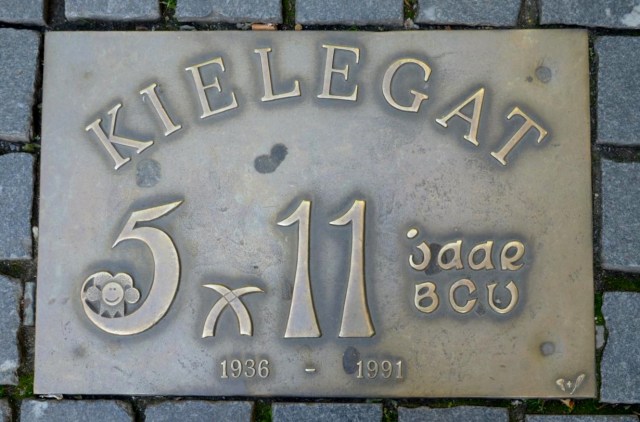 KIELEGAT
5 x 11 jaar
BCV
1936 - 1991